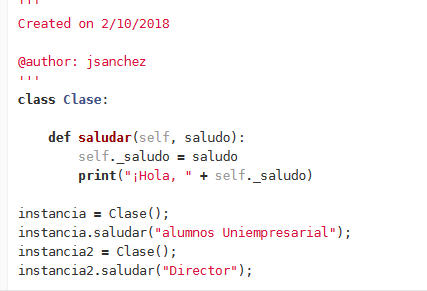 '''
Created on 2/10/2018
@author: jsanchez
'''
class Clase:
    def saludar(self, saludo):
        self._saludo = saludo
        print("¡Hola, " + self._saludo)
instancia = Clase();
instancia.saludar("alumnos Uniempresarial");
instancia2 = Clase();
instancia2.saludar("Director");